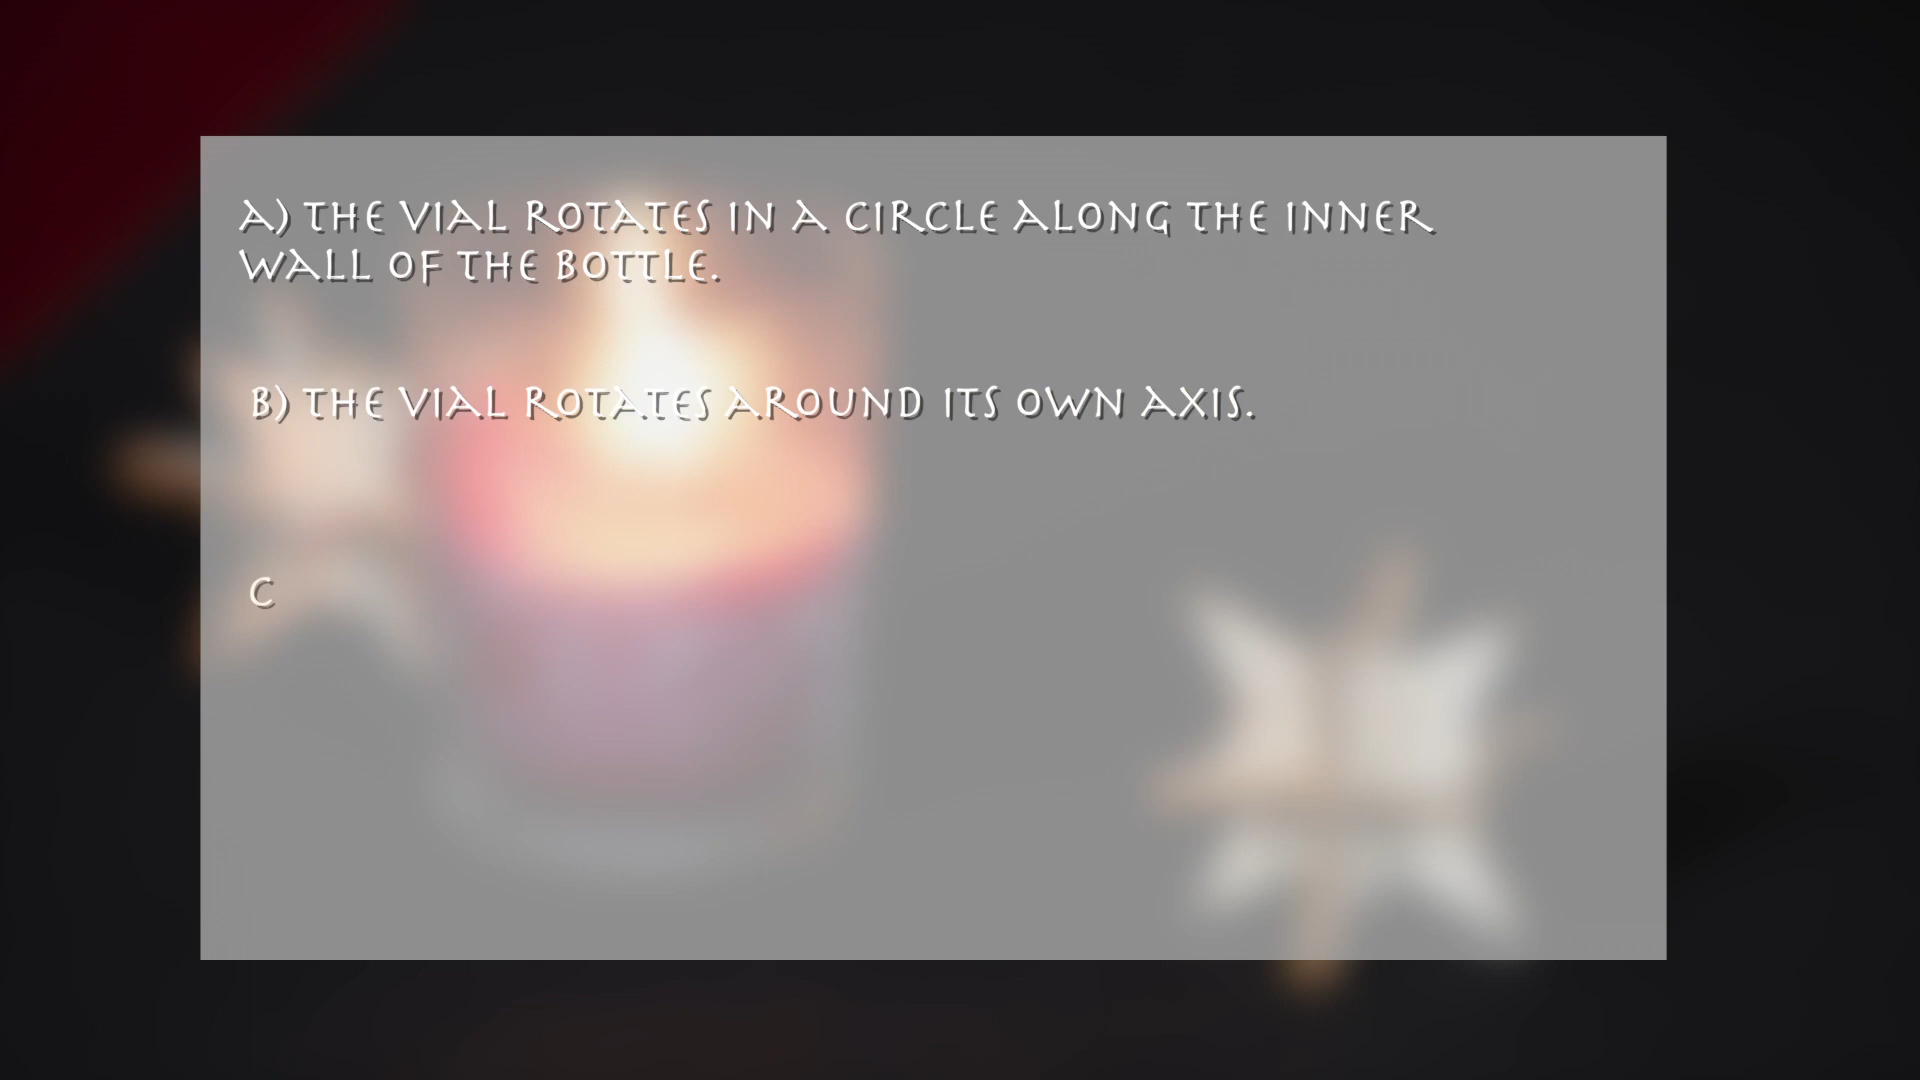 a) THE VIAL ROTATES IN A CIRCLE ALONG THE INNER
WALL OF THE BOTTLE.
B) THE VIAL ROTATES AROUND ITS OWN AXIS.
C